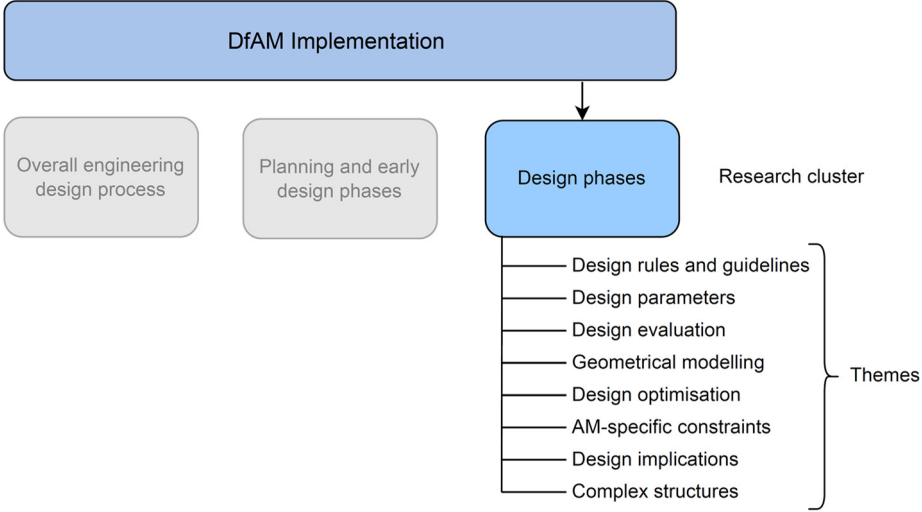 DfAM Implementation
Overall engineering
design process
Planning and early
design phases
Design phases
Research cluster
Design rules and guidelines
Design parameters
Design evaluation
Geometrical modelling
Design optimisation
AM-specific constraints
Design implications
Complex structures
Themes